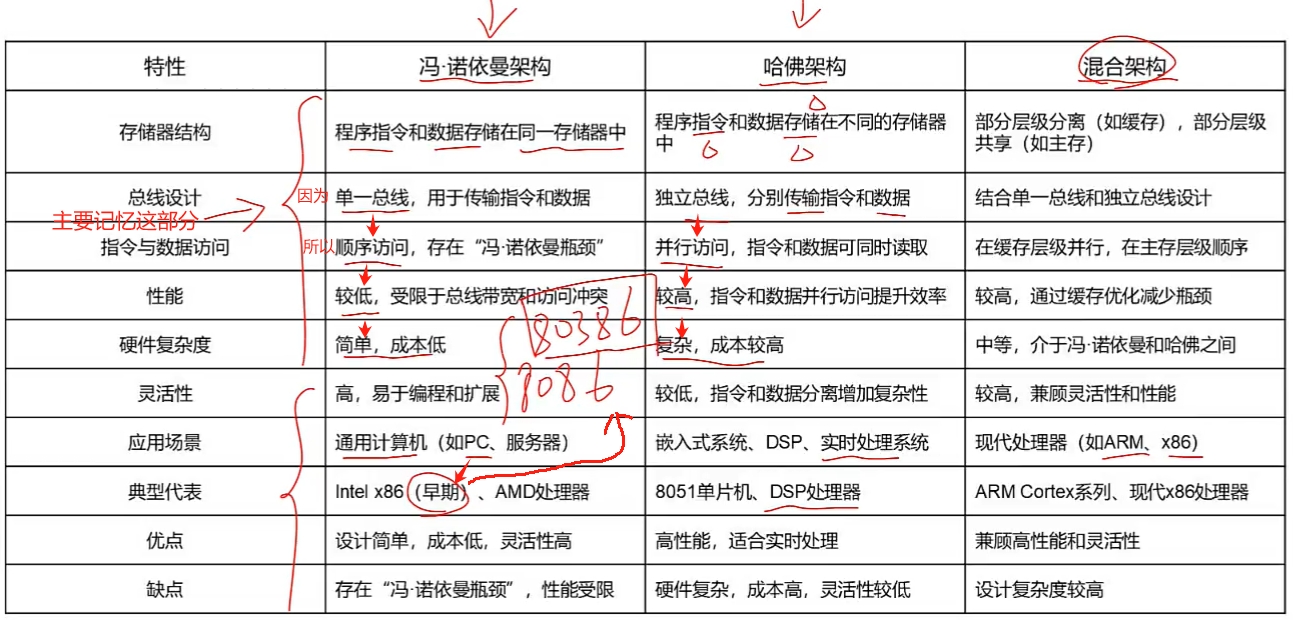 特性
冯·诺依曼架构
哈佛架构
混合架构
存储器结构
程序指令和数据存储在同一存储器中
程序指令和数据存储在不同的存储器
中
部分层级分离（如缓存），部分层级
共享（如主存）
总线设计
因为
单一总线，用于传输指令和数据
独立总线，分别传输指令和数据
结合单一总线和独立总线设计
主要记忆这部分
指令与数据访问
所以
顺序访问，存在“冯·诺依曼瓶颈”
并行访问，指令和数据可同时读取
在缓存层级并行，在主存层级顺序
性能
较低，受限于总线带宽和访问冲突
较高，指令和数据并行访问提升效率
较高，通过缓存优化减少瓶颈
80386
硬件复杂度
简单，成本低
复杂，成本较高
中等，介于冯·诺依曼和哈佛之间
8086
灵活性
高，易于编程和扩展
较低，指令和数据分离增加复杂性
较高，兼顾灵活性和性能
应用场景
通用计算机（如PC、服务器）
嵌入式系统、DSP、实时处理系统
现代处理器（如ARM、x86）
典型代表
Intel x86（早期）、AMD处理器
8051单片机、DSP处理器
ARM Cortex系列、现代x86处理器
优点
设计简单，成本低，灵活性高
高性能，适合实时处理
兼顾高性能和灵活性
缺点
存在“冯·诺依曼瓶颈”，性能受限
硬件复杂，成本高，灵活性较低
设计复杂度较高